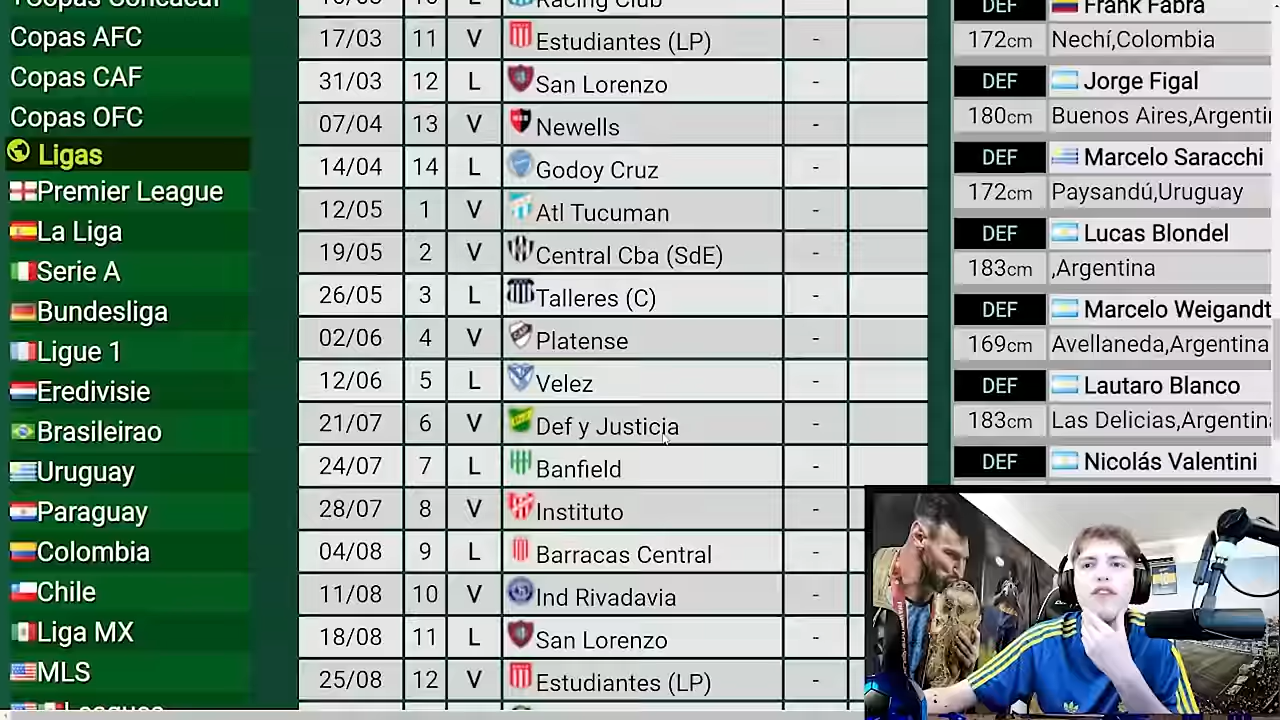 Copas Concacaf
Copas AFC
Copas CAF
Copas OFC
Ligas
Premier League
La Liga
Serie A
Bundesliga
Ligue 1
Eredivisie
Brasileirao
Uruguay
Paraguay
Colombia
Chile
Liga MX
MLS
Racing Club
17/03 11 V Estudiantes (LP) -
31/03 12 L San Lorenzo -
07/04 13 V Newells -
14/04 14 L Godoy Cruz -
12/05 1 V Atl Tucuman -
19/05 2 V Central Cba (SdE) -
26/05 3 L Talleres (C) -
02/06 4 V Platense -
12/06 5 L Velez -
21/07 6 V Def y Justicia -
24/07 7 L Banfield -
28/07 8 V Instituto -
04/08 9 L Barracas Central -
11/08 10 V Ind Rivadavia -
18/08 11 L San Lorenzo -
25/08 12 V Estudiantes (LP) -
DEF Frank Fabra
172cm Nechí,Colombia
DEF Jorge Figal
180cm Buenos Aires,Argenti
DEF Marcelo Saracchi
172cm Paysandú,Uruguay
DEF Lucas Blondel
183cm ,Argentina
DEF Marcelo Weigandt
169cm Avellaneda,Argentina
DEF Lautaro Blanco
183cm Las Delicias,Argentin
DEF Nicolás Valentini